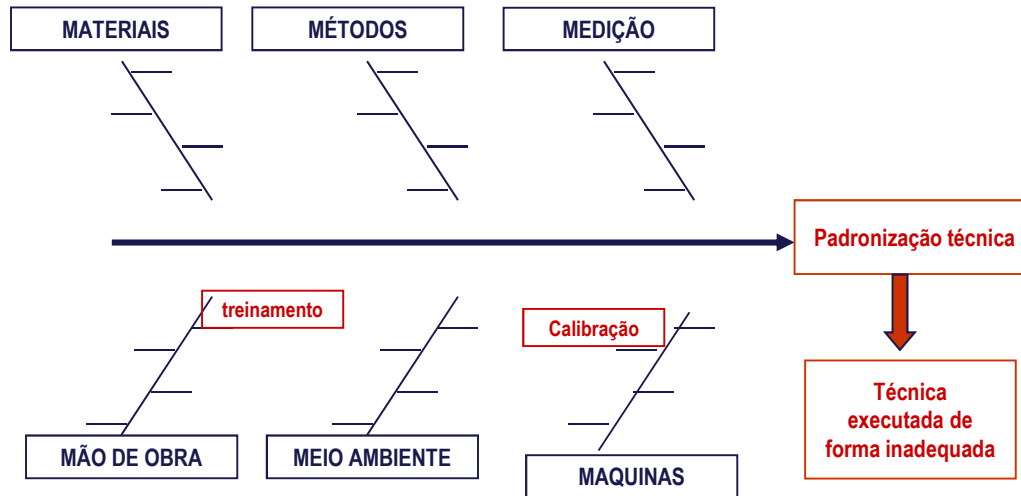 MATERIAIS
MÉTODOS
MEDIÇÃO
Padronização técnica
treinamento
Calibração
Técnica
executada de
forma inadequada
MÃO DE OBRA
MEIO AMBIENTE
MAQUINAS